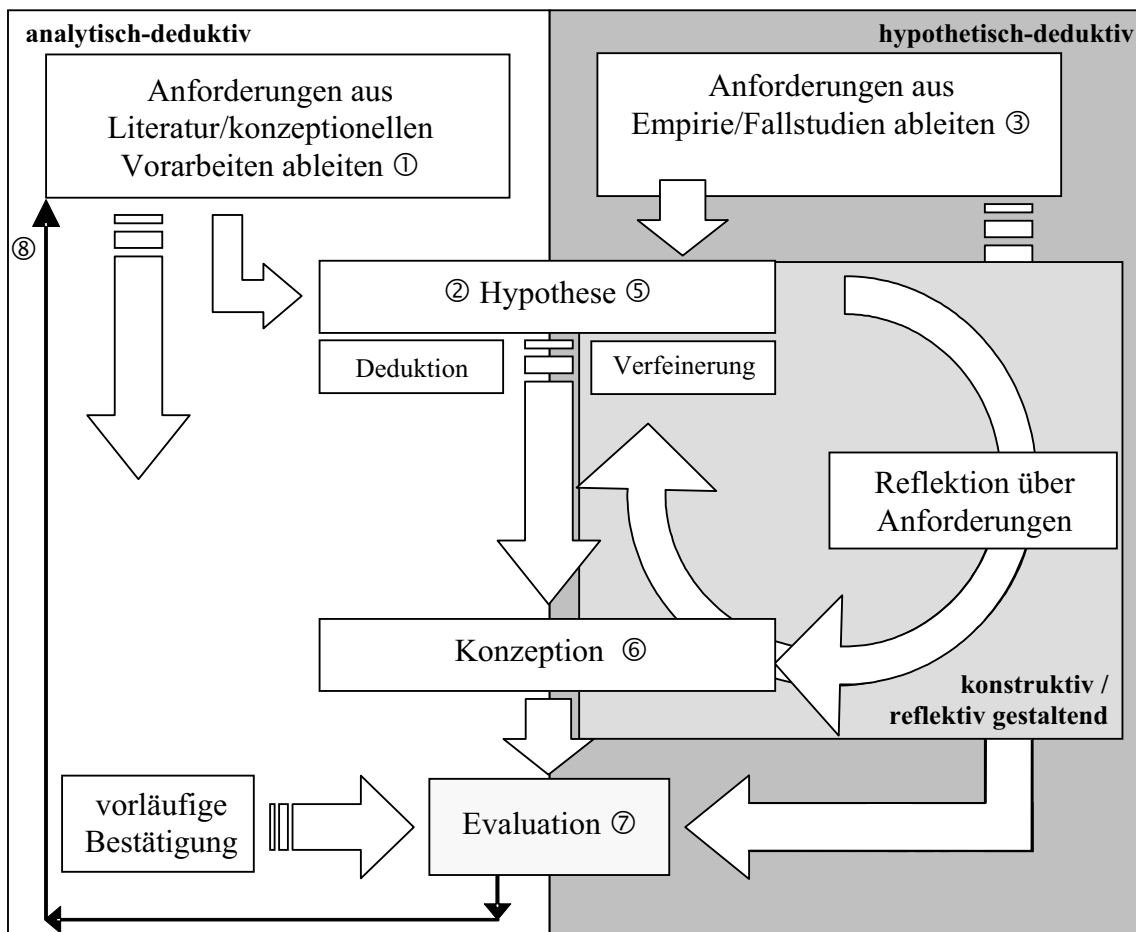 analytisch-deduktiv
hypothetisch-deduktiv
Anforderungen aus
Literatur/konzeptionellen
Vorarbeiten ableiten ①
Anforderungen aus
Empirie/Fallstudien ableiten ③
⑧
② Hypothese ⑤
Deduktion
Verfeinerung
Reflektion über
Anforderungen
Konzeption ⑥
konstruktiv /
reflektiv gestaltend
vorläufige
Bestätigung
Evaluation ⑦